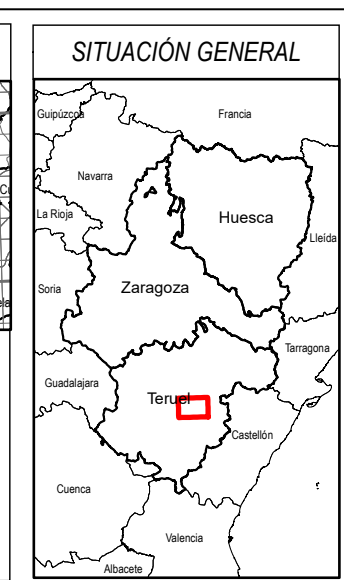 SITUACIÓN GENERAL
Guipúzcoa
Francia
Navarra
La Rioja
Huesca
Lleida
Soria
Zaragoza
Tarragona
Guadalajara
Teruel
Castellón
Cuenca
Valencia
Albacete